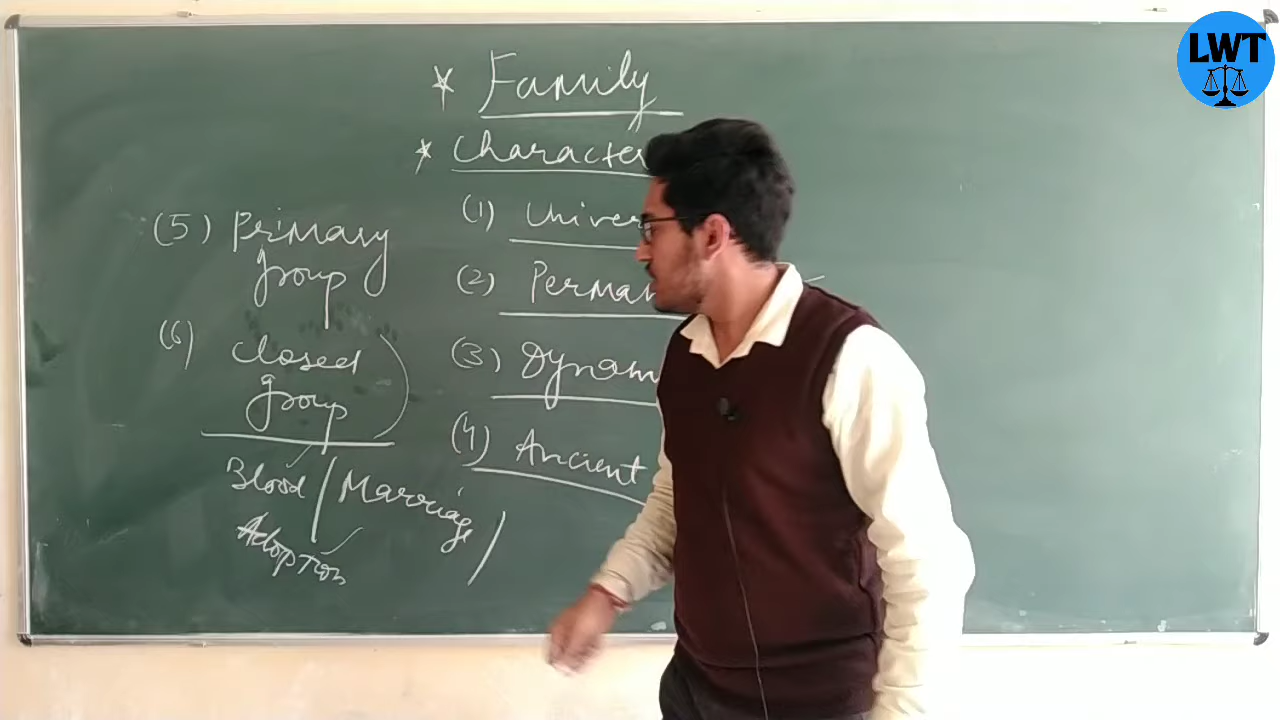 * Family
* Character
(1) Univer
(2) Perman
(3) Dynam
(4) Ancient
(5) Primary
group
(6) closed
group
Blood / Marriage /
Adoption
LWT